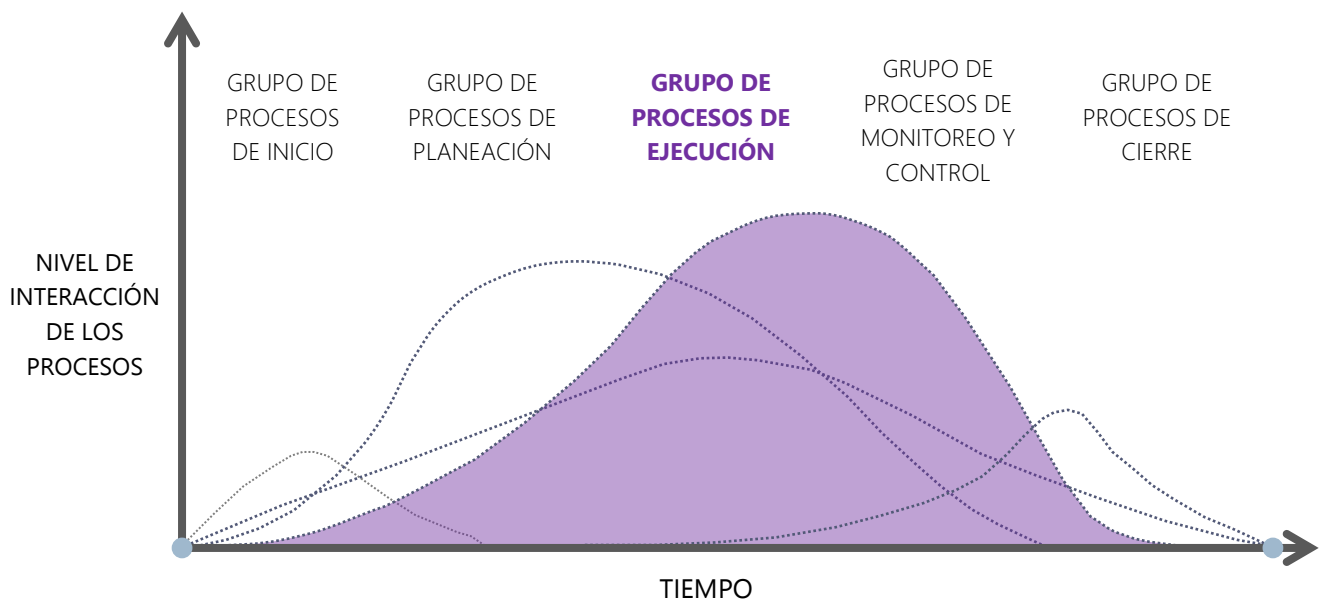 GRUPO DE
PROCESOS
DE INICIO
GRUPO DE
PROCESOS DE
PLANEACIÓN
GRUPO DE
PROCESOS DE
EJECUCIÓN
GRUPO DE
PROCESOS DE
MONITOREO Y
CONTROL
GRUPO DE
PROCESOS DE
CIERRE
NIVEL DE
INTERACCIÓN
DE LOS
PROCESOS
TIEMPO